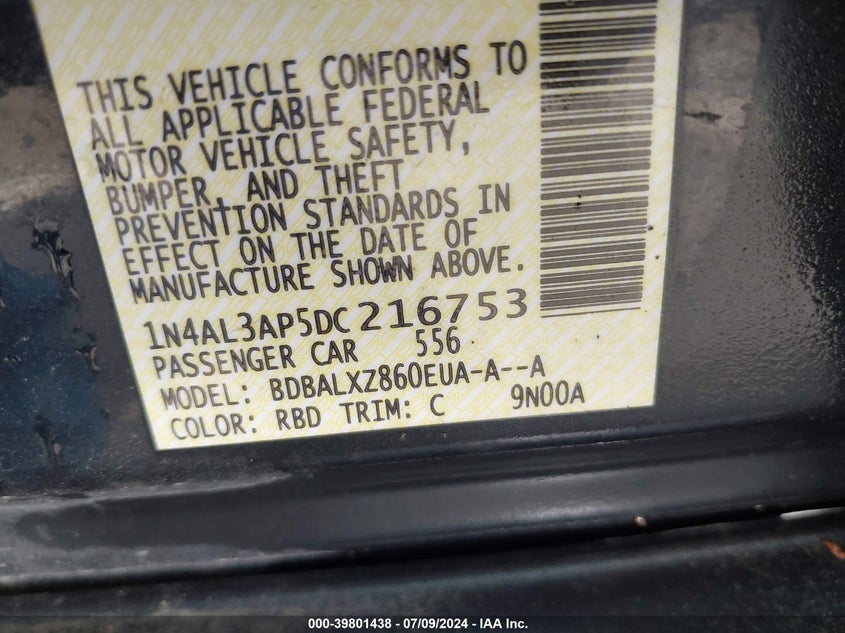 THIS VEHICLE CONFORMS TO
ALL APPLICABLE FEDERAL
MOTOR VEHICLE SAFETY,
BUMPER, AND THEFT
PREVENTION STANDARDS IN
EFFECT ON THE DATE OF
MANUFACTURE SHOWN ABOVE.
1N4AL3AP5DC216753
PASSENGER CAR 556
MODEL: BDBALXZ860EUA-A--A
COLOR: RBD TRIM: C 9N00A
000-39801438 - 07/09/2024 - IAA Inc.